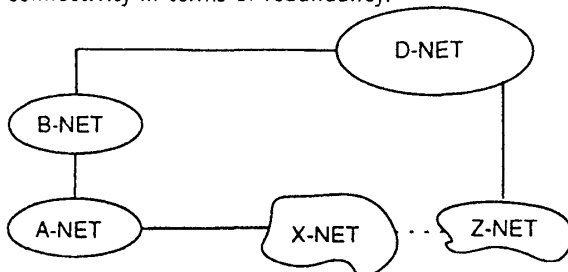 connectivity in terms of redundancy.
D-NET
B-NET
A-NET
X-NET
Z-NET